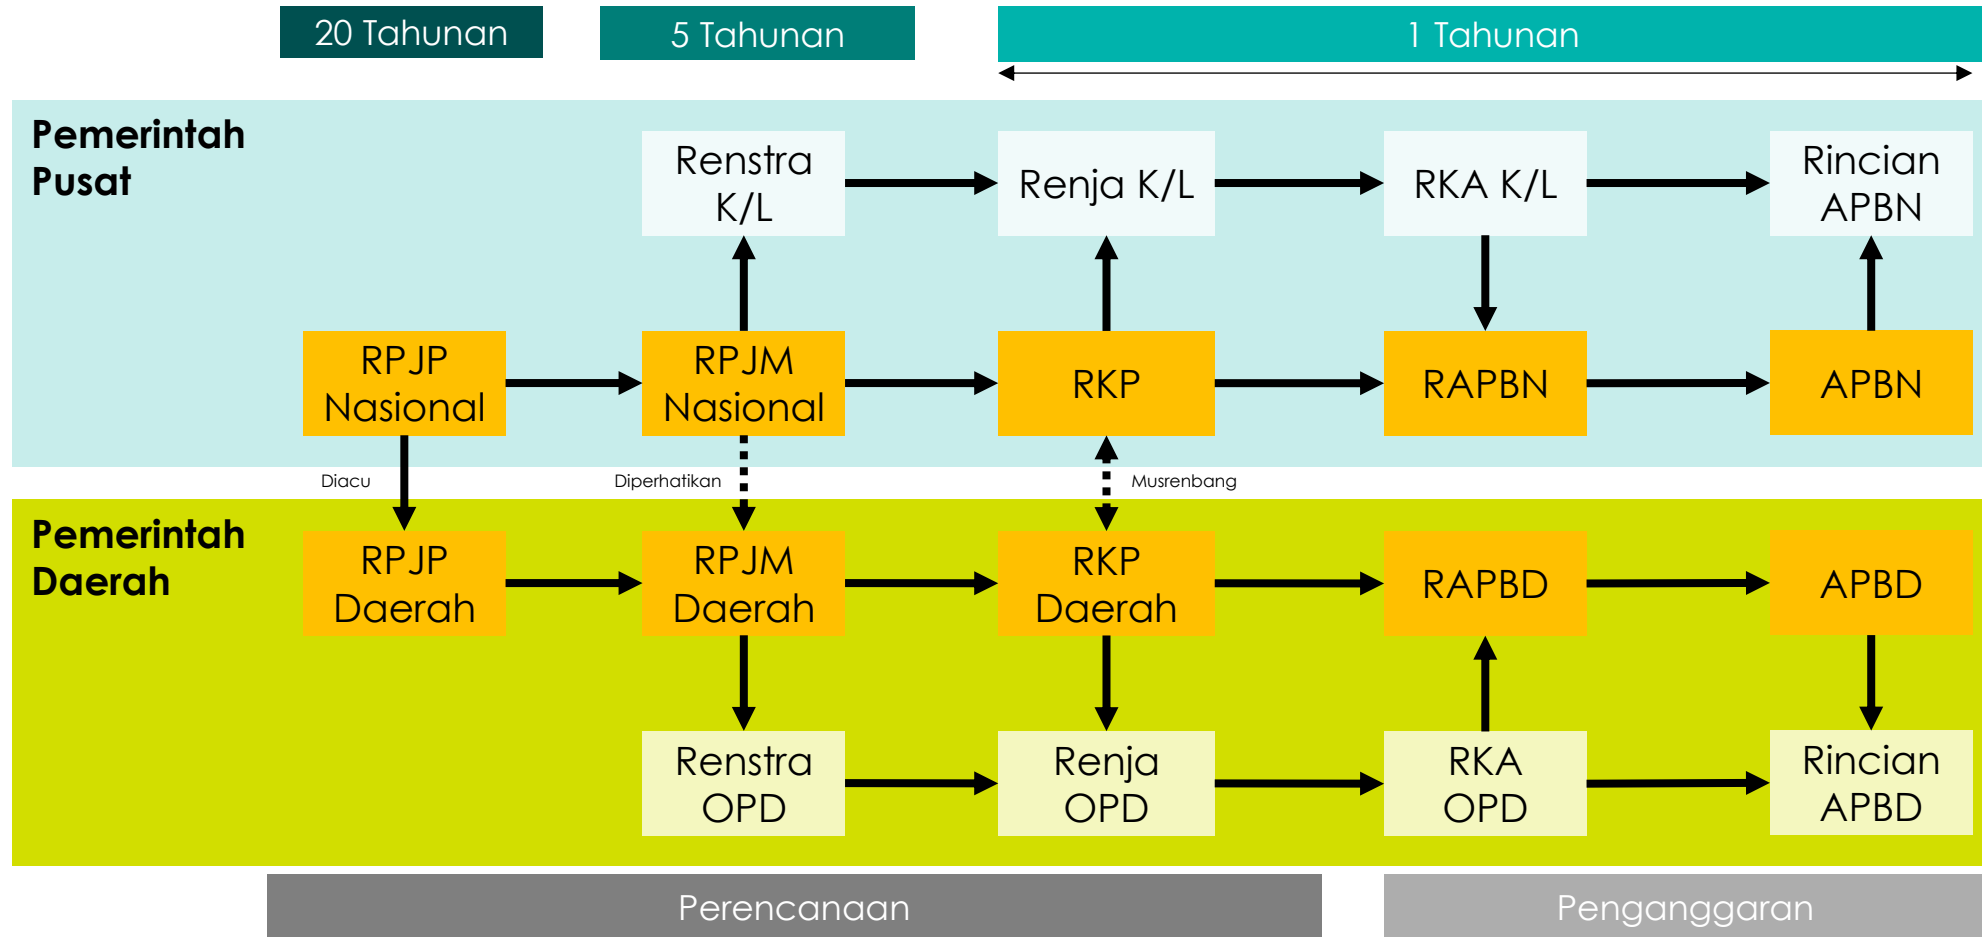 20 Tahunan
5 Tahunan
1 Tahunan
Pemerintah
Pusat
Renstra
K/L
Renja K/L
RKA K/L
Rincian
APBN
RPJP
Nasional
RPJM
Nasional
RKP
RAPBN
APBN
Diacu
Diperhatikan
Musrenbang
Pemerintah
Daerah
RPJP
Daerah
RPJM
Daerah
RKP
Daerah
RAPBD
APBD
Renstra
OPD
Renja
OPD
RKA
OPD
Rincian
APBD
Perencanaan
Penganggaran